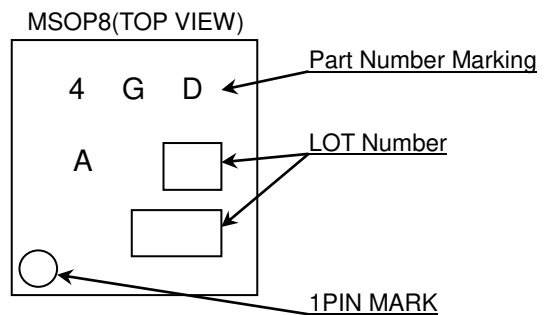 MSOP8(TOP VIEW)
Part Number Marking
4 G D
A
LOT Number
1PIN MARK